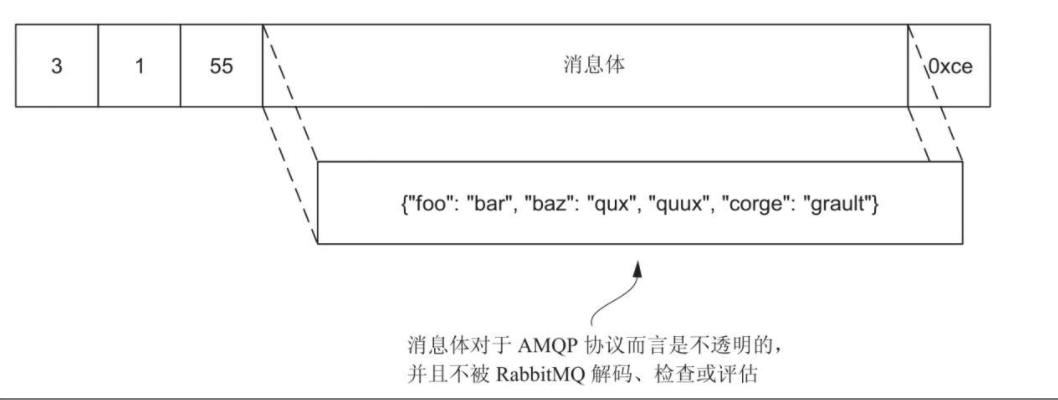 3 1 55 消息体 0xce
{"foo": "bar", "baz": "qux", "quux", "corge": "grault"}
消息体对于 AMQP 协议而言是不透明的，
并且不被 RabbitMQ 解码、检查或评估